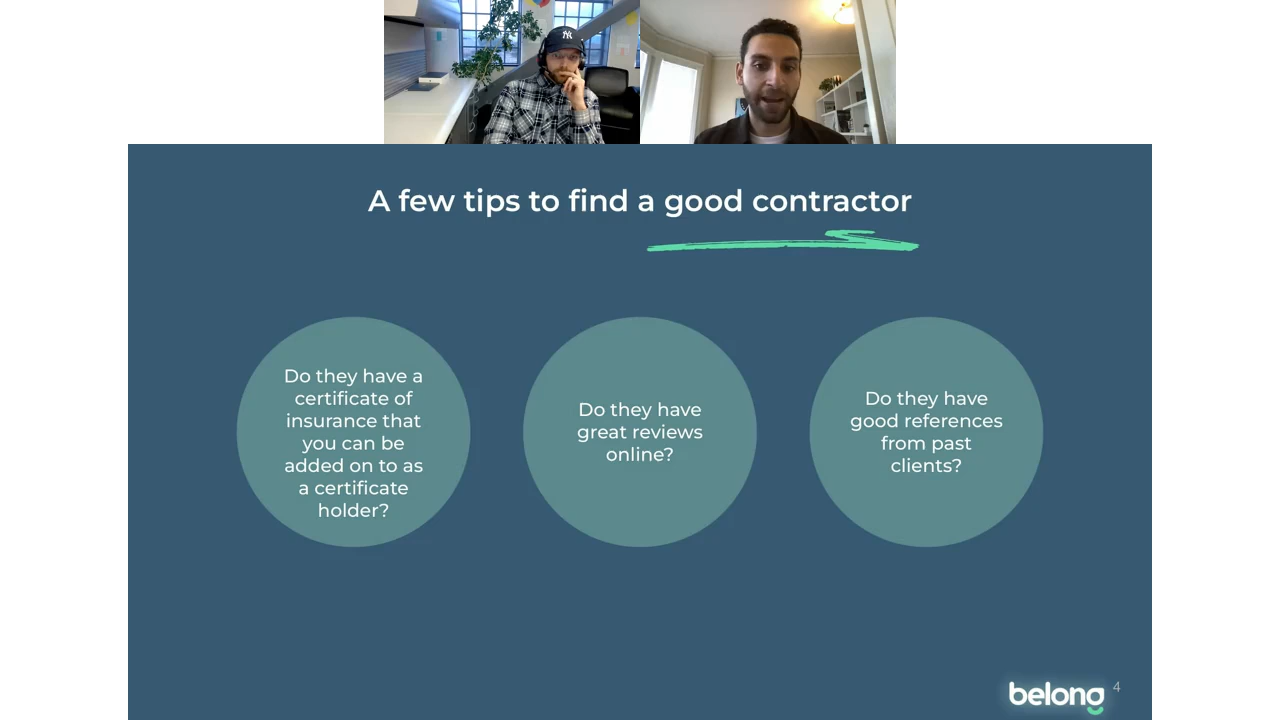 A few tips to find a good contractor
Do they have a
certificate of
insurance that
you can be
added on to as
a certificate
holder?
Do they have
great reviews
online?
Do they have
good references
from past
clients?
belong
4